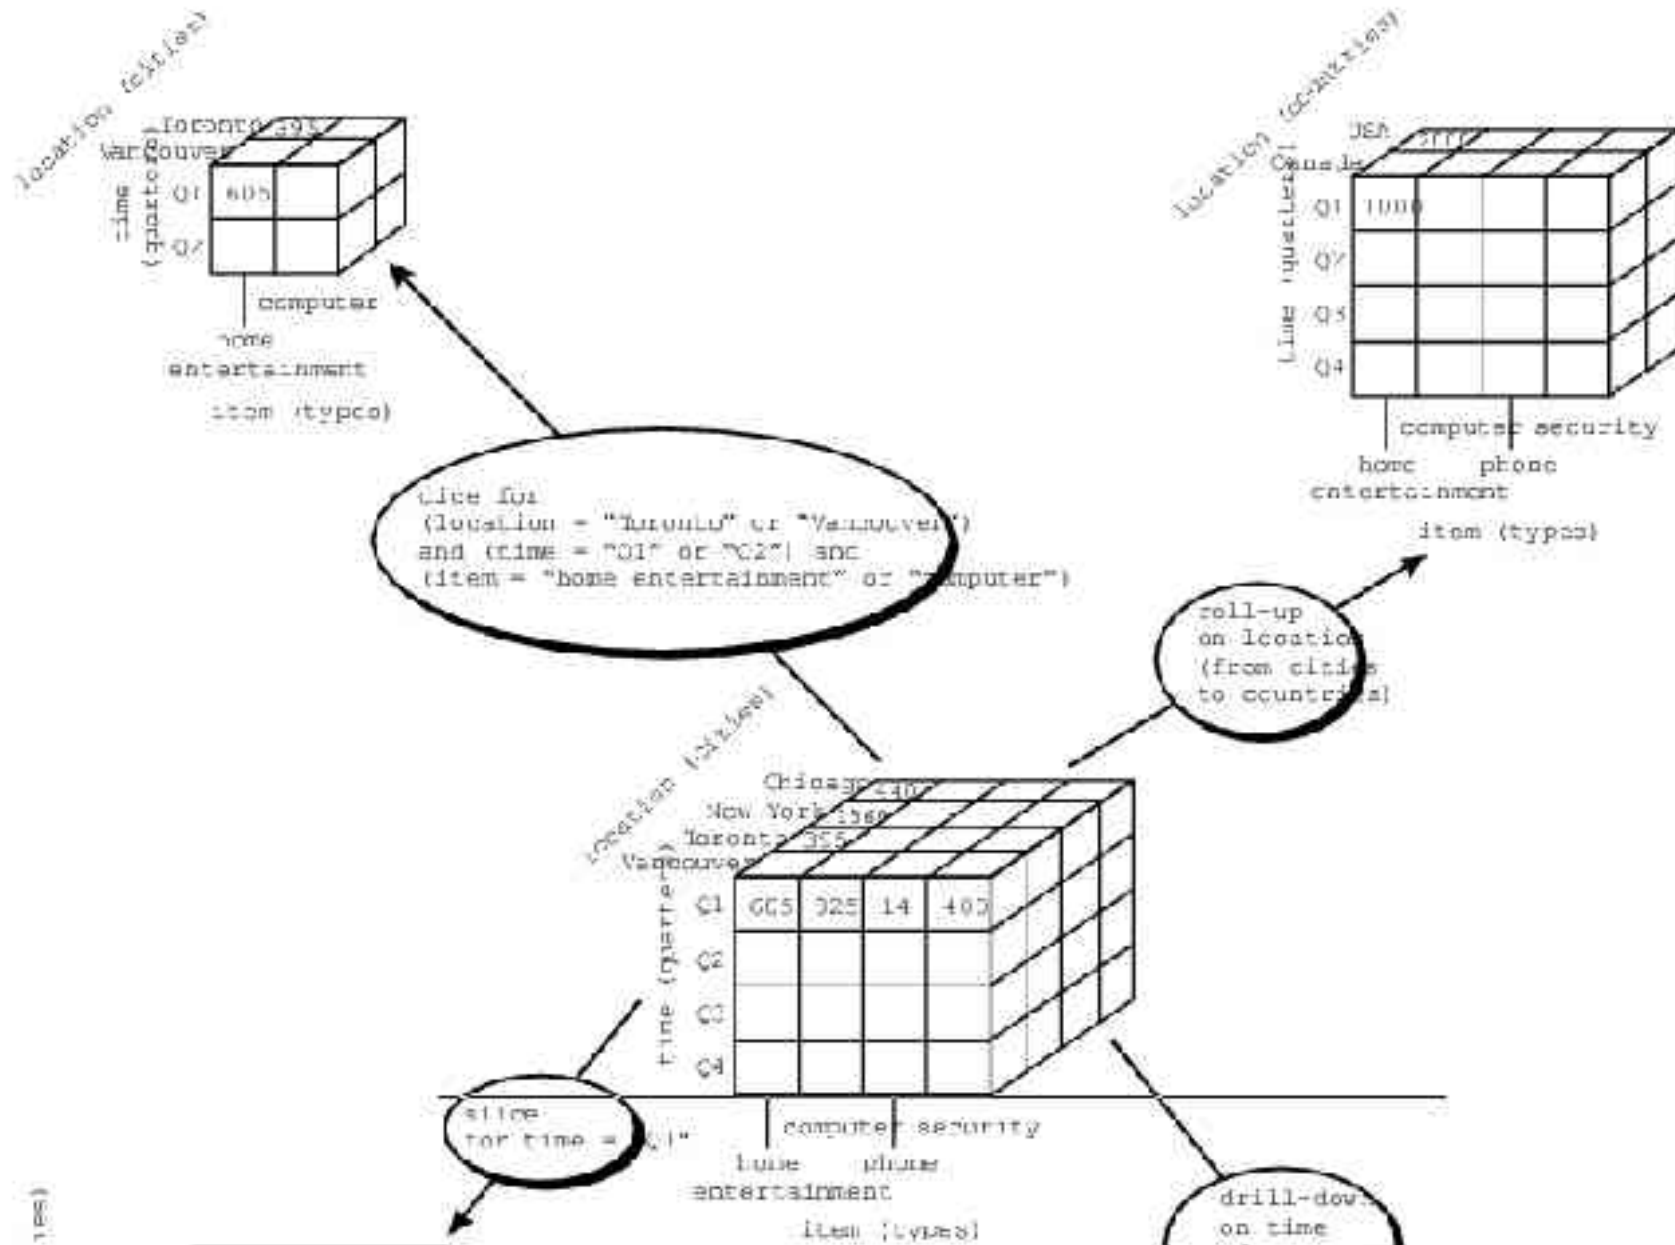 location (cities)
Toronto 395
Vancouver
time
(quarters)
Q1 605
Q2
computer
home
entertainment
item (types)
location (countries)
USA
Canada
time (quarters)
Q1 1000
Q2
Q3
Q4
computer security
home phone
entertainment
item (types)
dice for
(location = "Toronto" or "Vancouver")
and (time = "Q1" or "Q2") and
(item = "home entertainment" or "computer")
roll-up
on location
(from cities
to countries)
location (cities)
Chicago 440
New York 1560
Toronto 395
Vancouver
time (quarters)
Q1 605 825 14 400
Q2
Q3
Q4
computer security
home phone
entertainment
item (types)
slice
for time = "Q1"
drill-down
on time